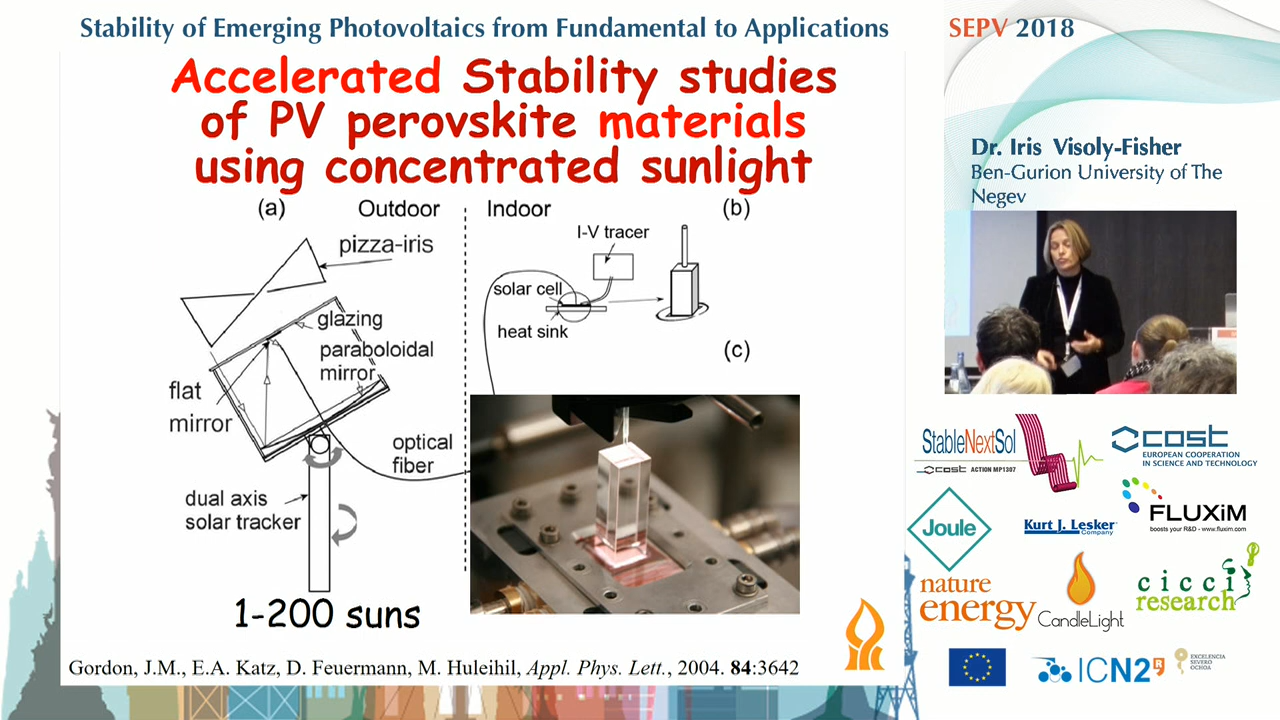 Stability of Emerging Photovoltaics from Fundamental to Applications
SEPV 2018
Accelerated Stability studies
of PV perovskite materials
using concentrated sunlight
Dr. Iris Visoly-Fisher
Ben-Gurion University of The
Negev
(a)
Outdoor
Indoor
(b)
pizza-iris
I-V tracer
solar cell
heat sink
glazing
paraboloidal
mirror
(c)
flat
mirror
optical
fiber
dual axis
solar tracker
1-200 suns
Gordon, J.M., E.A. Katz, D. Feuermann, M. Huleihil, Appl. Phys. Lett., 2004. 84:3642
StableNextSol
cost ACTION MP1307
cost
EUROPEAN COOPERATION
IN SCIENCE AND TECHNOLOGY
Joule
Kurt J. Lesker
Company
FLUXiM
boosts your R&D - www.fluxim.com
nature
energy
CandleLight
cicci
research
ICN2
EXCELENCIA
SEVERO
OCHOA